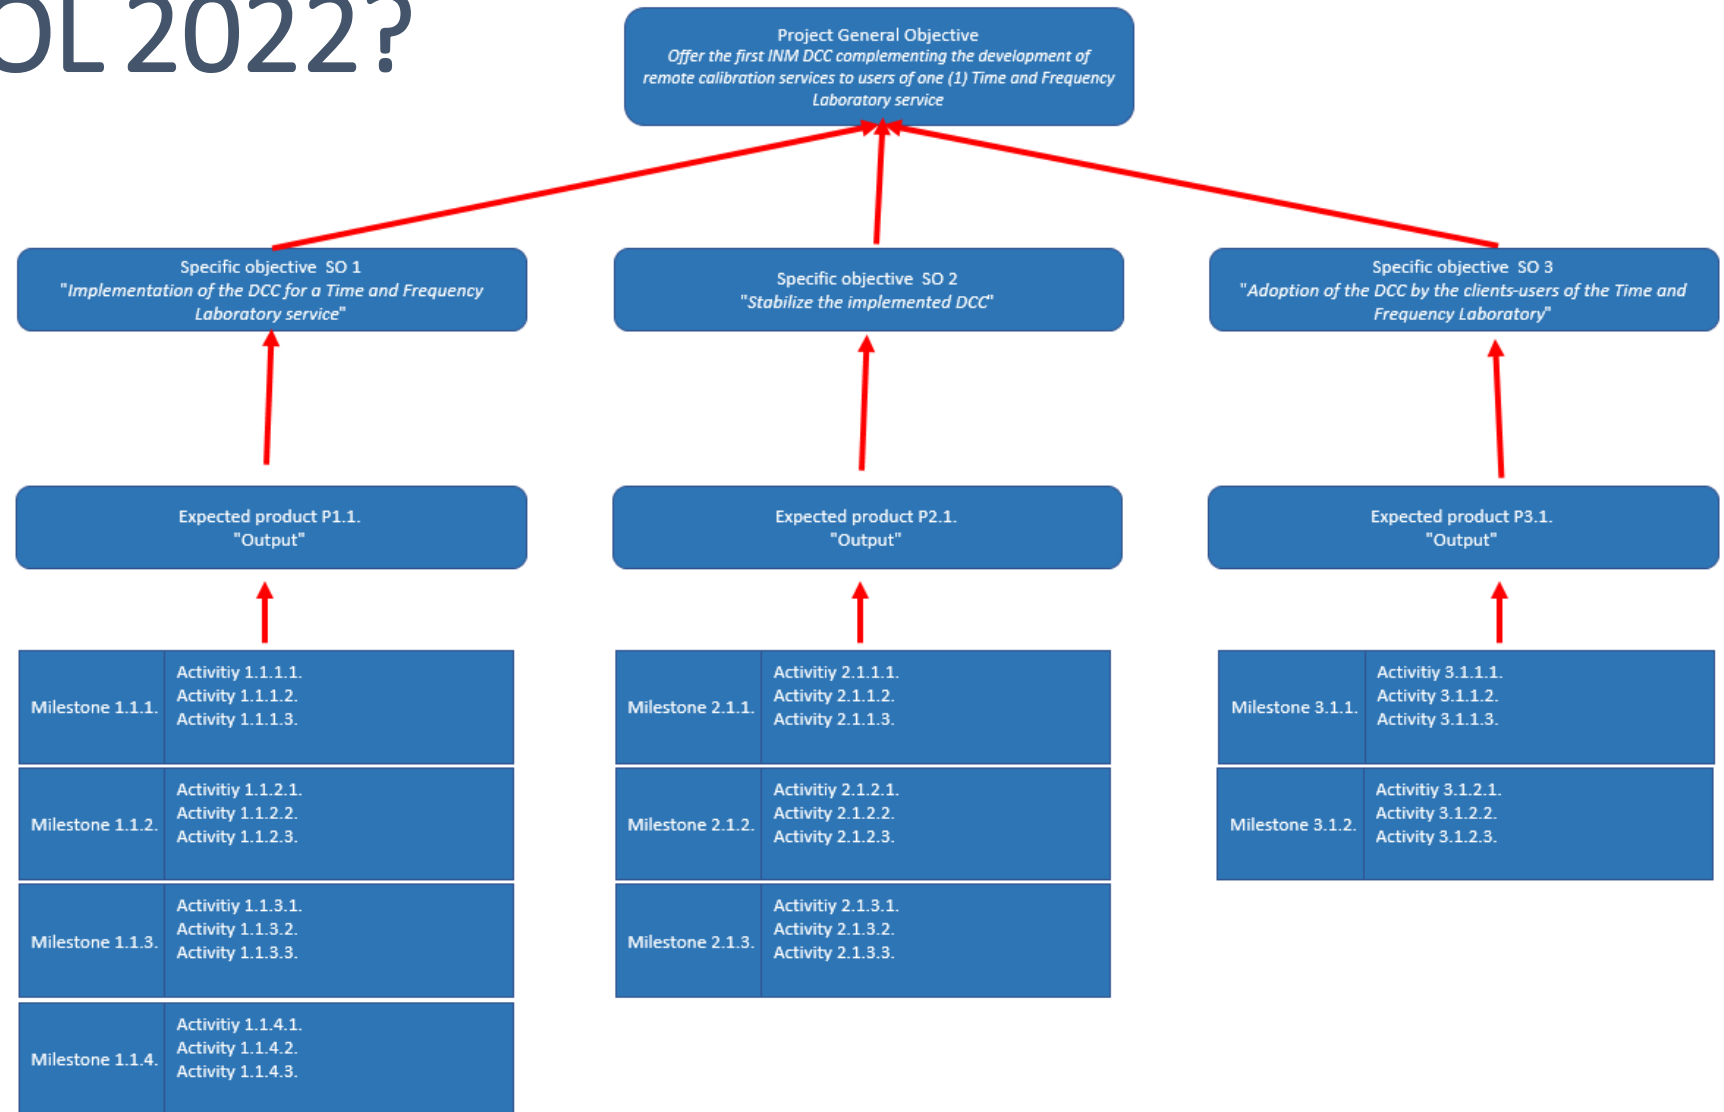 OL 2022?
Project General Objective
Offer the first INM DCC complementing the development of
remote calibration services to users of one (1) Time and Frequency
Laboratory service
Specific objective SO 1
"Implementation of the DCC for a Time and Frequency
Laboratory service"
Specific objective SO 2
"Stabilize the implemented DCC"
Specific objective SO 3
"Adoption of the DCC by the clients-users of the Time and
Frequency Laboratory"
Expected product P1.1.
"Output"
Expected product P2.1.
"Output"
Expected product P3.1.
"Output"
Milestone 1.1.1.
Activitiy 1.1.1.1.
Activity 1.1.1.2.
Activity 1.1.1.3.
Milestone 1.1.2.
Activitiy 1.1.2.1.
Activity 1.1.2.2.
Activity 1.1.2.3.
Milestone 1.1.3.
Activitiy 1.1.3.1.
Activity 1.1.3.2.
Activity 1.1.3.3.
Milestone 1.1.4.
Activitiy 1.1.4.1.
Activity 1.1.4.2.
Activity 1.1.4.3.
Milestone 2.1.1.
Activitiy 2.1.1.1.
Activity 2.1.1.2.
Activity 2.1.1.3.
Milestone 2.1.2.
Activitiy 2.1.2.1.
Activity 2.1.2.2.
Activity 2.1.2.3.
Milestone 2.1.3.
Activitiy 2.1.3.1.
Activity 2.1.3.2.
Activity 2.1.3.3.
Milestone 3.1.1.
Activitiy 3.1.1.1.
Activity 3.1.1.2.
Activity 3.1.1.3.
Milestone 3.1.2.
Activitiy 3.1.2.1.
Activity 3.1.2.2.
Activity 3.1.2.3.